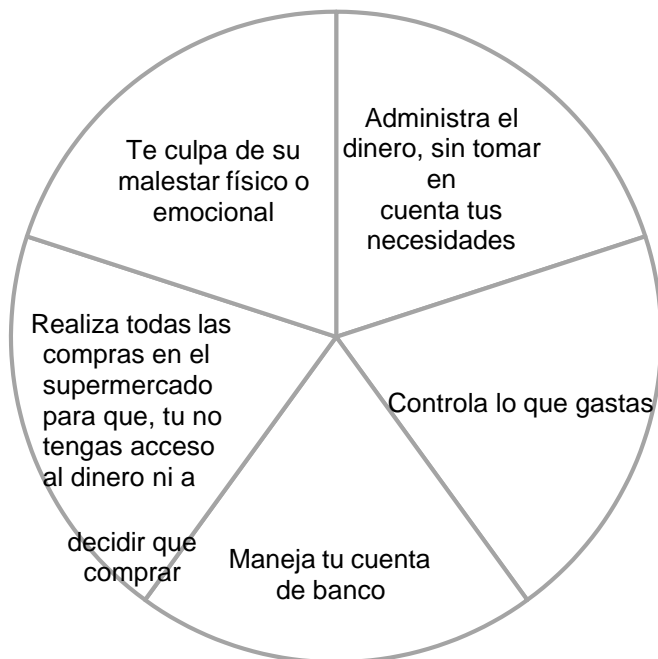 Te culpa de su
malestar físico o
emocional
Administra el
dinero, sin tomar
en
cuenta tus
necesidades
Realiza todas las
compras en el
supermercado
para que, tu no
tengas acceso
al dinero ni a
decidir que
comprar
Controla lo que gastas
Maneja tu cuenta
de banco